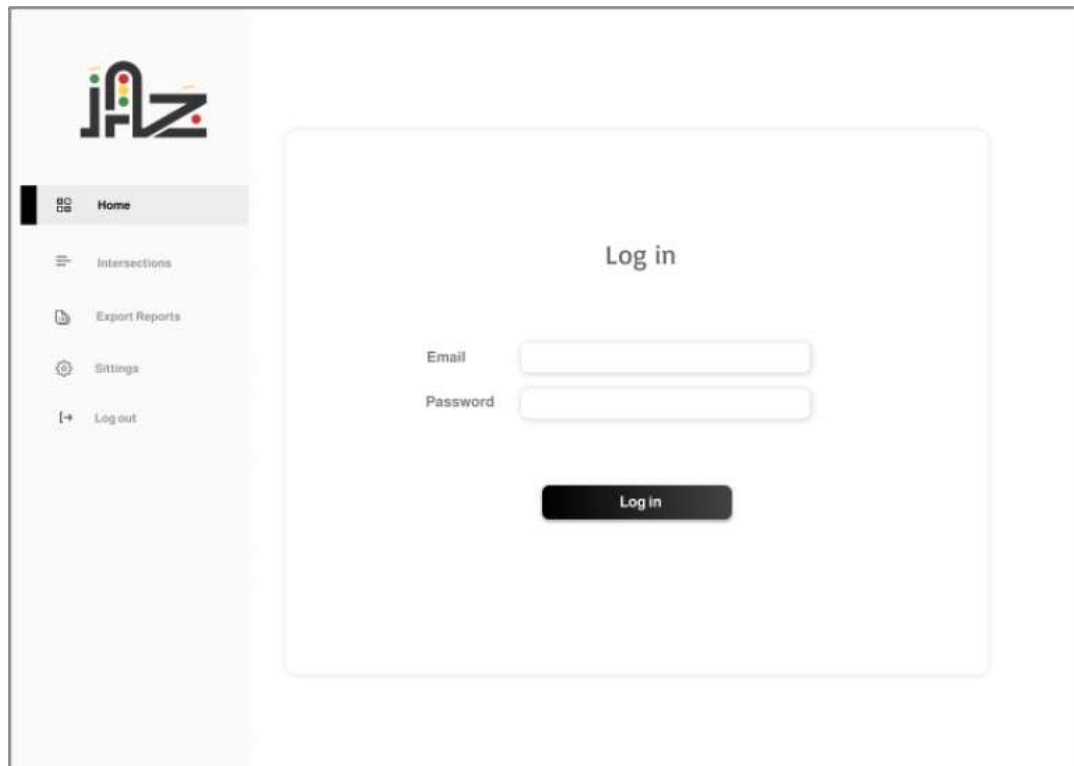 jAz
Home
Intersections
Export Reports
Sittings
Log out
Log in
Email
Password
Log in